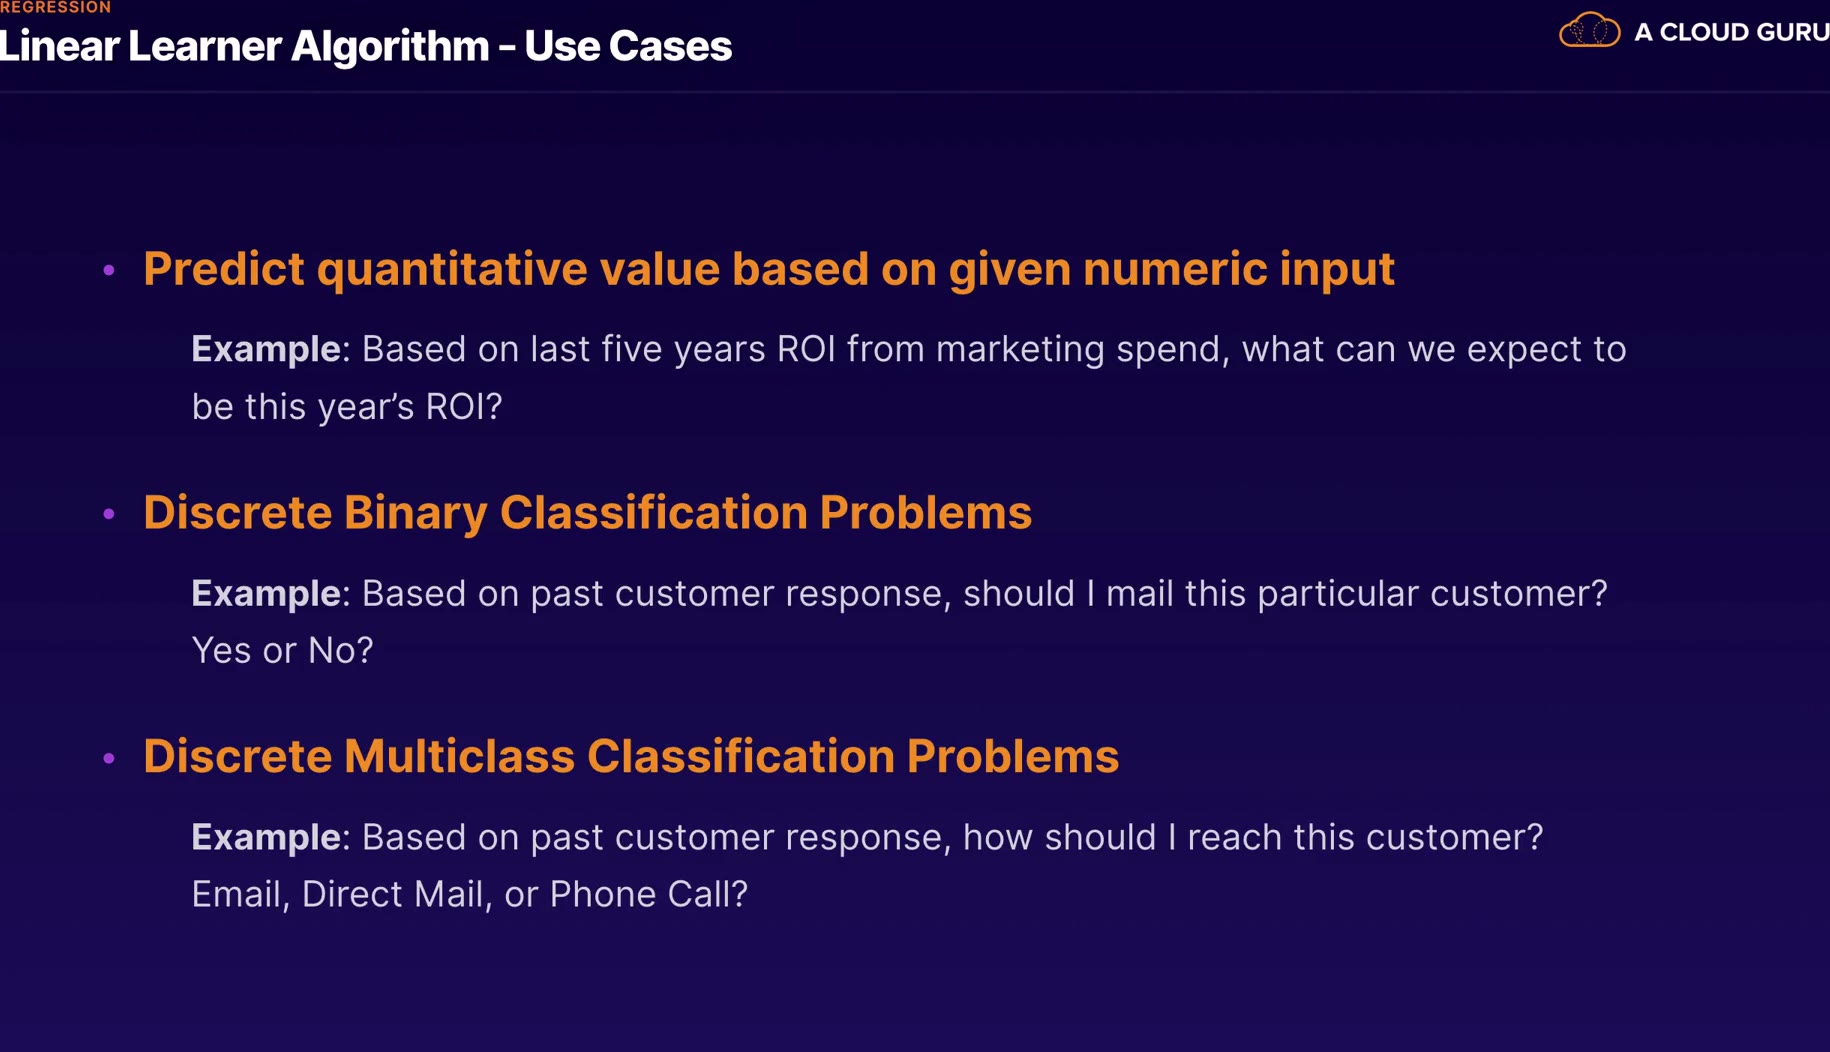 REGRESSION
Linear Learner Algorithm – Use Cases
A CLOUD GURU
• Predict quantitative value based on given numeric input
Example: Based on last five years ROI from marketing spend, what can we expect to
be this year’s ROI?
• Discrete Binary Classification Problems
Example: Based on past customer response, should I mail this particular customer?
Yes or No?
• Discrete Multiclass Classification Problems
Example: Based on past customer response, how should I reach this customer?
Email, Direct Mail, or Phone Call?